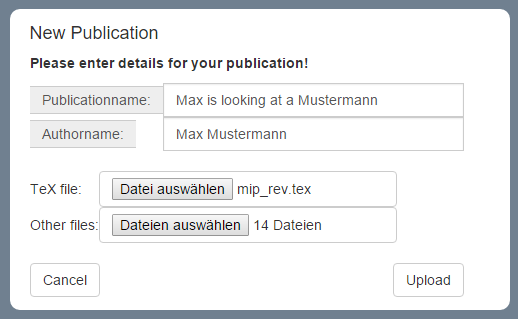 New Publication
Please enter details for your publication!
Publicationname: Max is looking at a Mustermann
Authorname: Max Mustermann
TeX file: Datei auswählen mip_rev.tex
Other files: Dateien auswählen 14 Dateien
Cancel Upload